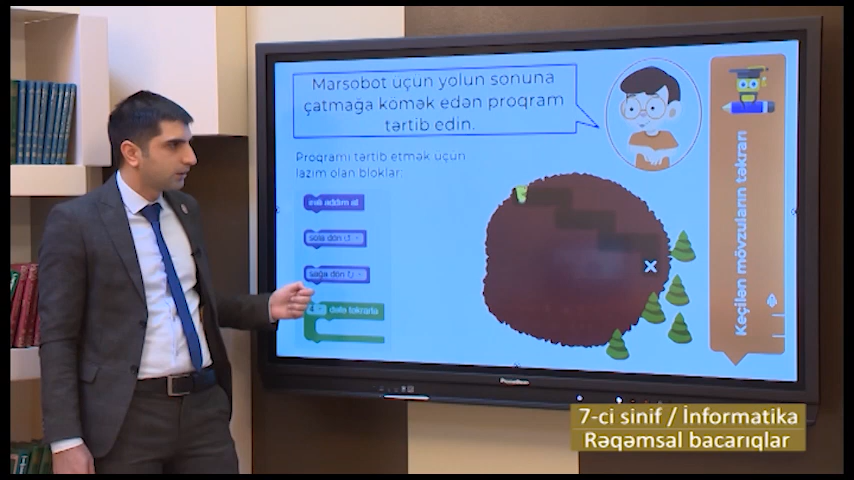 Marsobot üçün yolun sonuna
çatmağa kömək edən proqram
tərtib edin.
Proqramı tərtib etmək üçün
lazım olan bloklar:
irəli addım at
sola dön
sağa dön
dəfə təkrarla
Keçilən mövzuların təkrarı
7-ci sinif / İnformatika
Rəqəmsal bacarıqlar